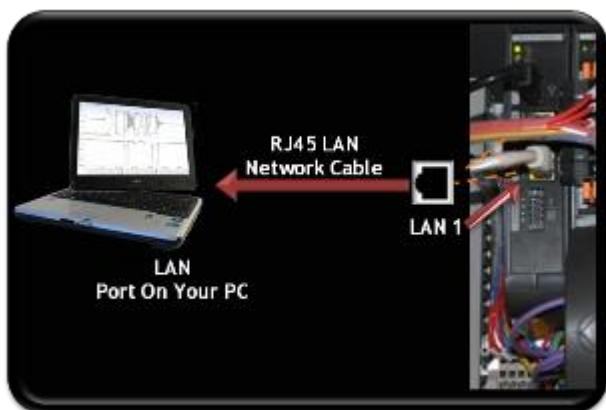 RJ45 LAN
Network Cable
LAN 1
LAN
Port On Your PC